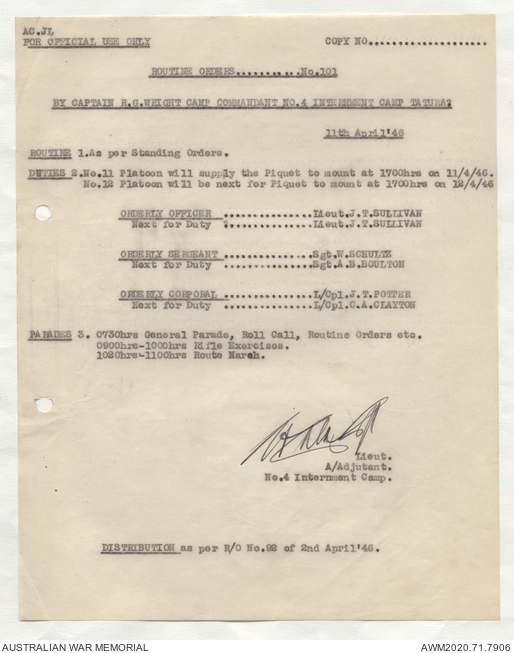 AC.JL
FOR OFFICIAL USE ONLY COPY NO......................
ROUTINE ORDERS...........No.101
BY CAPTAIN R.G.WRIGHT CAMP COMMANDANT NO.4 INTERNMENT CAMP TATURA?
11th April'46
ROUTINE 1.As per Standing Orders.
DUTIES 2.No.11 Platoon will supply the Piquet to mount at 1700hrs on 11/4/46.
No.12 Platoon will be next for Piquet to mount at 1700hrs on 12/4/46
ORDERLY OFFICER ..............Lieut.J.T.SULLIVAN
Next for Duty ..............Lieut.J.T.SULLIVAN
ORDERLY SERGEANT ..............Sgt.W.SCHULTZ
Next for Duty ..............Sgt.A.B.BOULTON
ORDERLY CORPORAL ..............L/Cpl.J.T.POTTER
Next for Duty ..............L/Cpl.C.A.CLAYTON
PARADES 3. 0730hrs General Parade, Roll Call, Routine Orders etc.
0900hrs-1000hrs Rifle Exercises.
1020hrs-1100hrs Route March.
Lieut.
A/Adjutant.
No.4 Internment Camp.
DISTRIBUTION as per R/O No.92 of 2nd April'46.
AUSTRALIAN WAR MEMORIAL AWM2020.71.7906